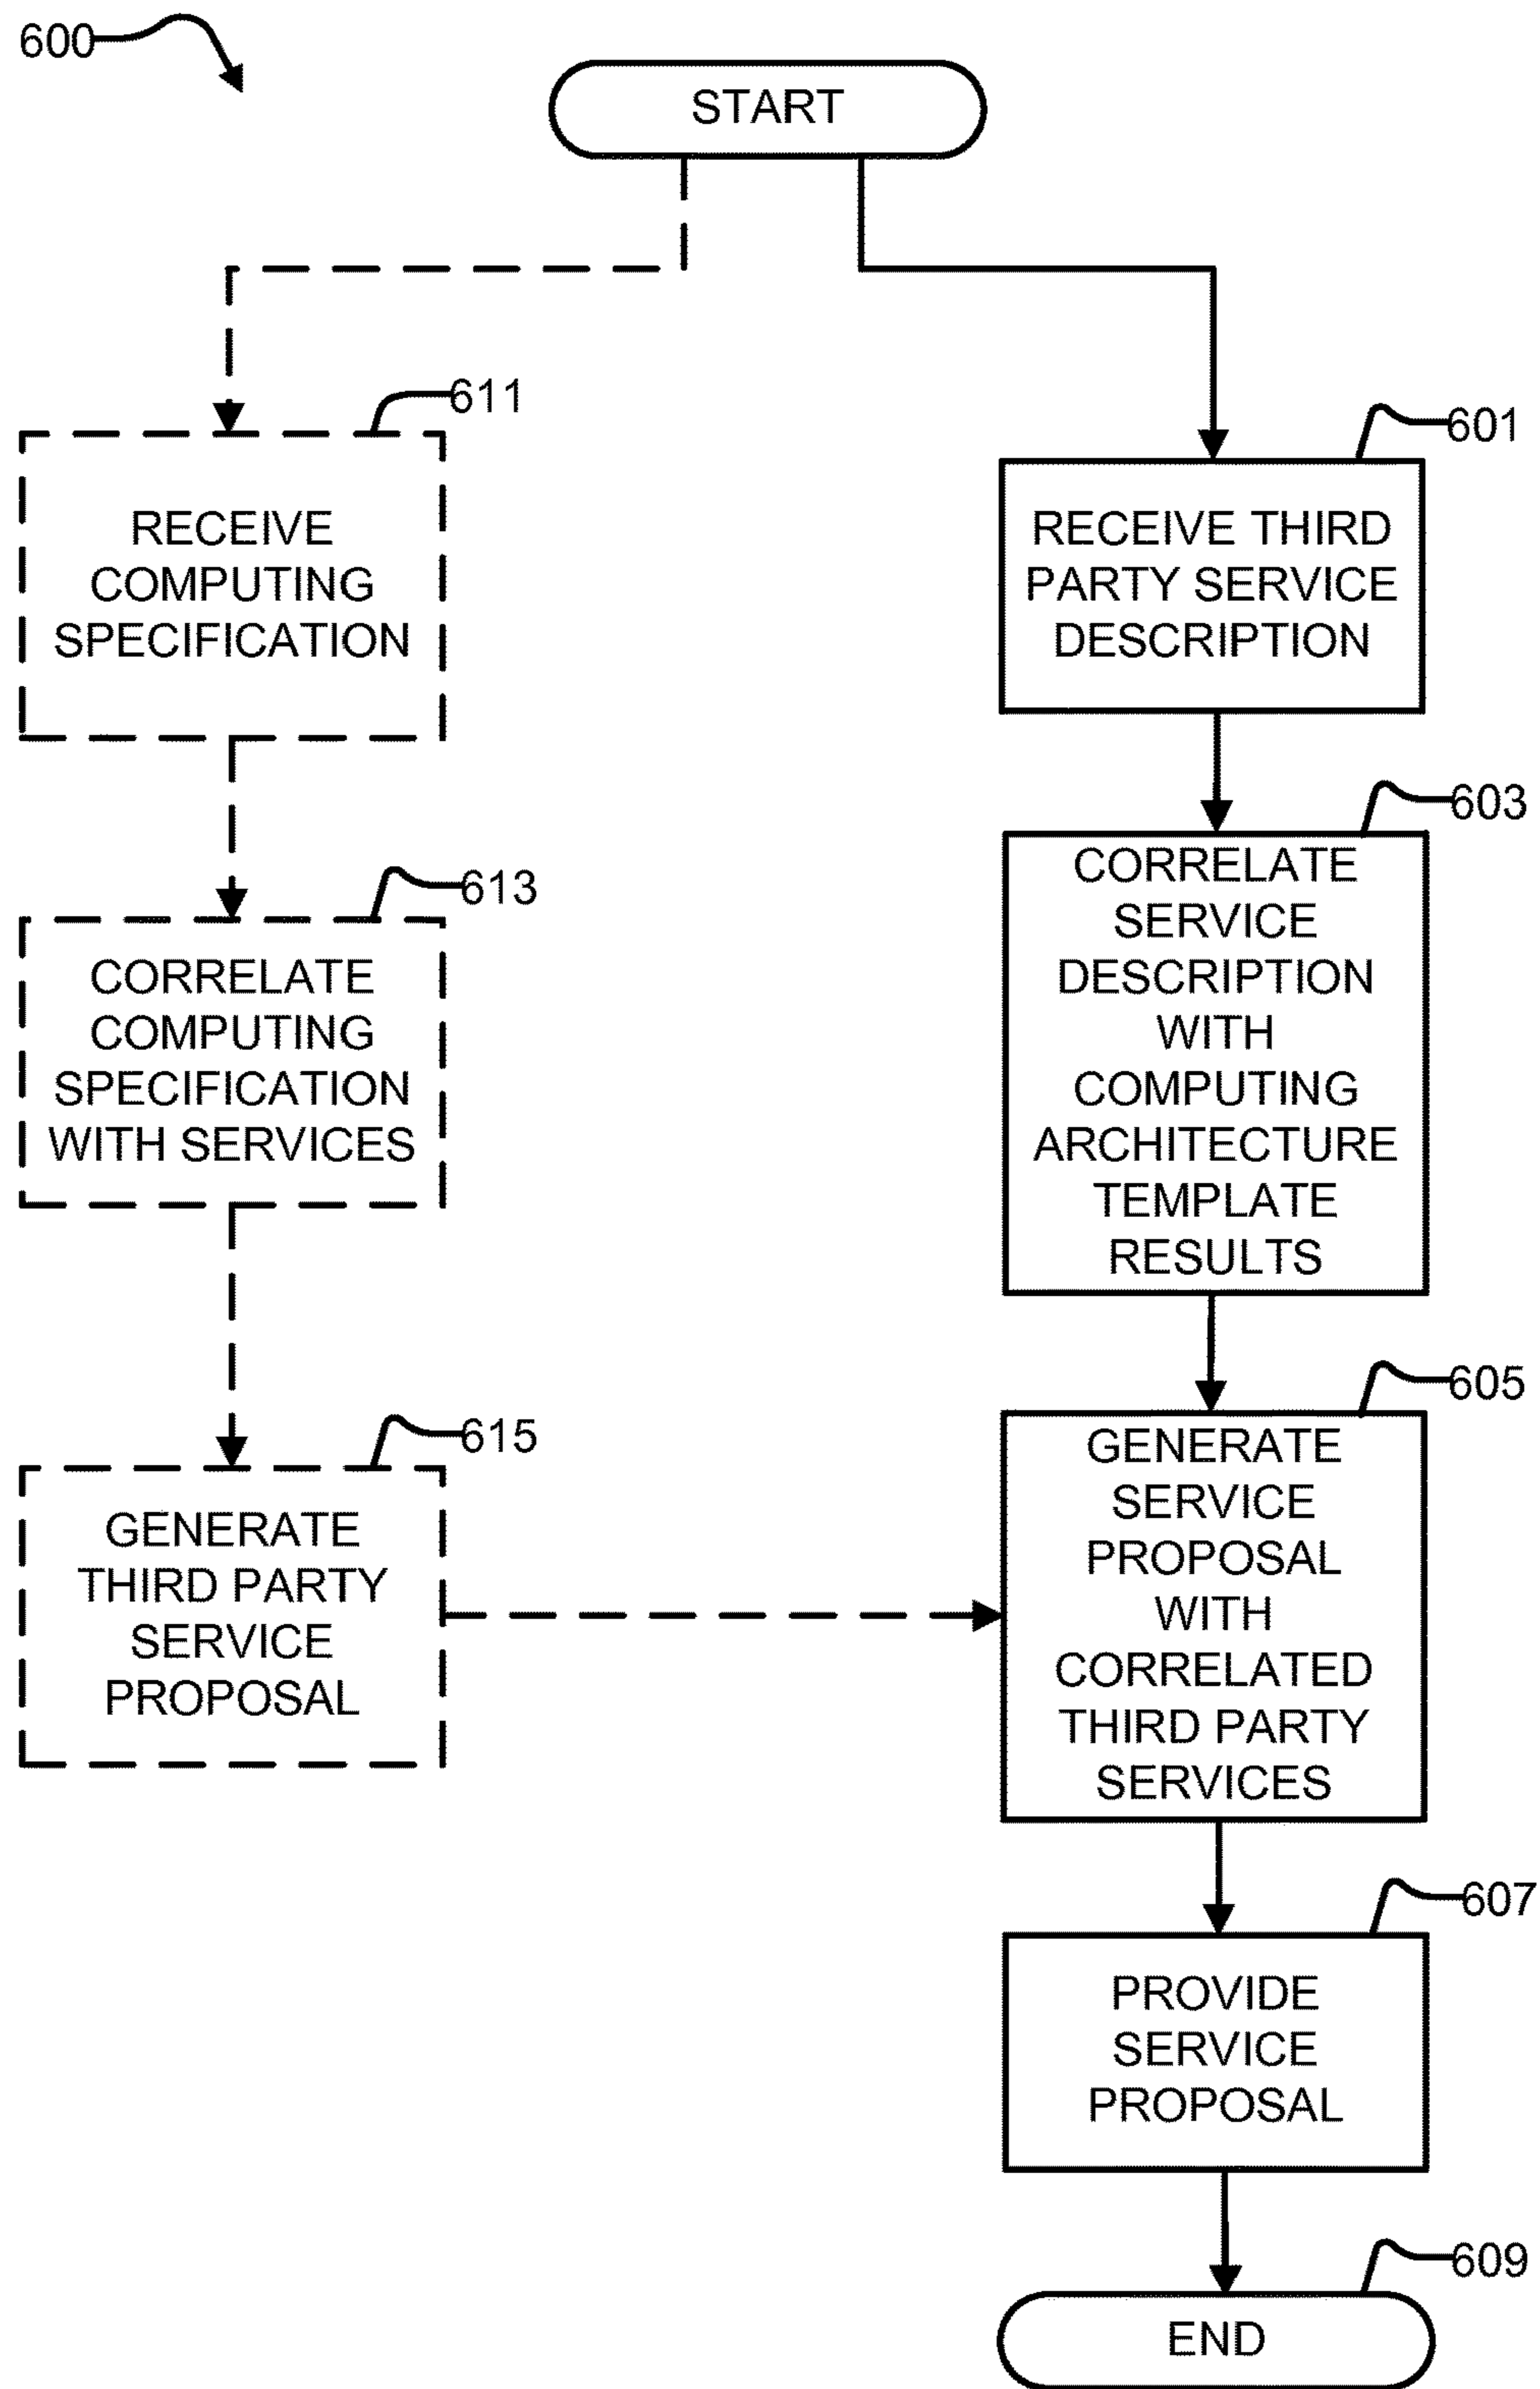 600
START
611
RECEIVE
COMPUTING
SPECIFICATION
601
RECEIVE THIRD
PARTY SERVICE
DESCRIPTION
613
CORRELATE
COMPUTING
SPECIFICATION
WITH SERVICES
603
CORRELATE
SERVICE
DESCRIPTION
WITH
COMPUTING
ARCHITECTURE
TEMPLATE
RESULTS
615
GENERATE
THIRD PARTY
SERVICE
PROPOSAL
605
GENERATE
SERVICE
PROPOSAL
WITH
CORRELATED
THIRD PARTY
SERVICES
607
PROVIDE
SERVICE
PROPOSAL
609
END